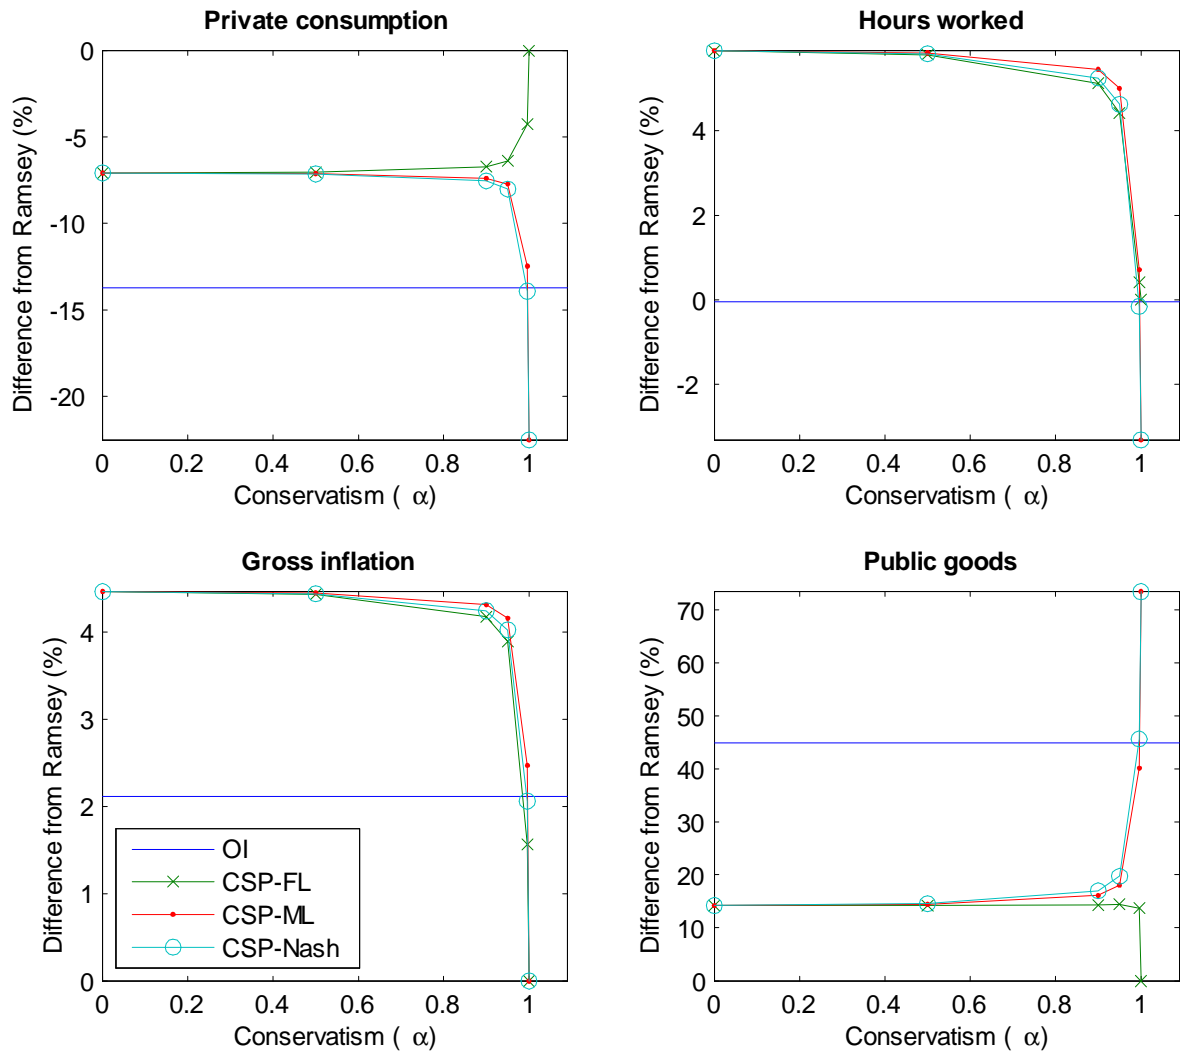 Private consumption
Difference from Ramsey (%)
0
-5
-10
-15
-20
0
0.2
0.4
0.6
0.8
1
Conservatism ( α)
Hours worked
Difference from Ramsey (%)
4
2
0
-2
0
0.2
0.4
0.6
0.8
1
Conservatism ( α)
Gross inflation
Difference from Ramsey (%)
4
3
2
1
0
OI
CSP-FL
CSP-ML
CSP-Nash
0
0.2
0.4
0.6
0.8
1
Conservatism ( α)
Public goods
Difference from Ramsey (%)
70
60
50
40
30
20
10
0
0
0.2
0.4
0.6
0.8
1
Conservatism ( α)